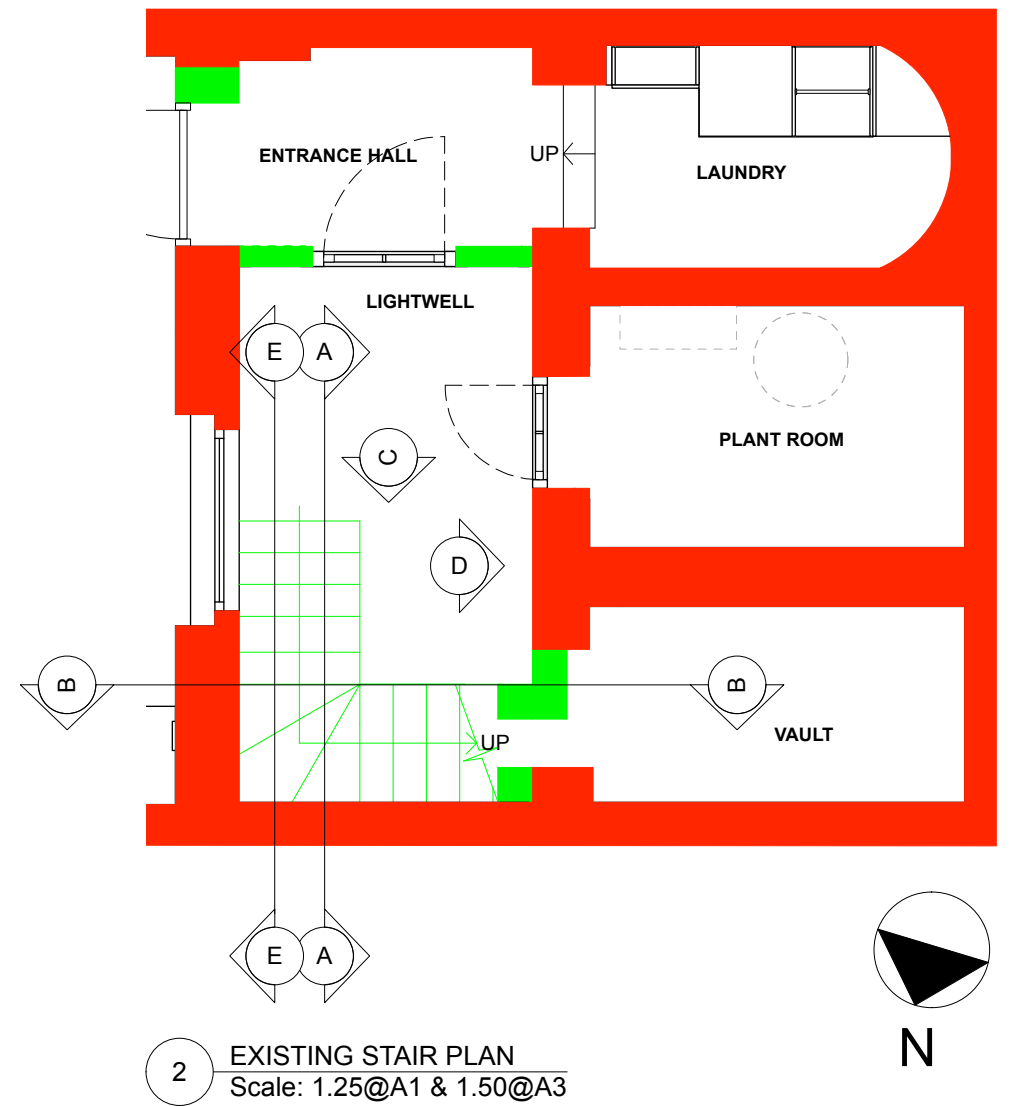 ENTRANCE HALL
UP
LAUNDRY
LIGHTWELL
E
A
C
PLANT ROOM
D
B
B
UP
VAULT
E
A
N
2
EXISTING STAIR PLAN
Scale: 1.25@A1 & 1.50@A3